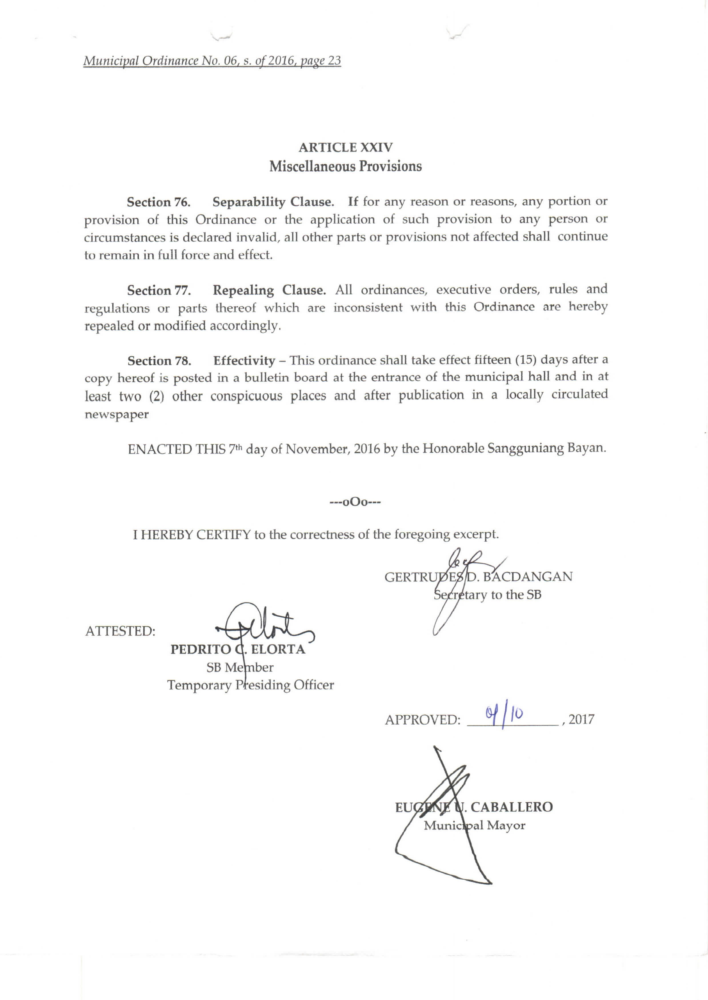 Municipal Ordinance No. 06, s. of 2016, page 23
ARTICLE XXIV
Miscellaneous Provisions
Section 76. Separability Clause. If for any reason or reasons, any portion or
provision of this Ordinance or the application of such provision to any person or
circumstances is declared invalid, all other parts or provisions not affected shall continue
to remain in full force and effect.
Section 77. Repealing Clause. All ordinances, executive orders, rules and
regulations or parts thereof which are inconsistent with this Ordinance are hereby
repealed or modified accordingly.
Section 78. Effectivity – This ordinance shall take effect fifteen (15) days after a
copy hereof is posted in a bulletin board at the entrance of the municipal hall and in at
least two (2) other conspicuous places and after publication in a locally circulated
newspaper
ENACTED THIS 7th day of November, 2016 by the Honorable Sangguniang Bayan.
---oOo---
I HEREBY CERTIFY to the correctness of the foregoing excerpt.
GERTRUDES D. BACDANGAN
Secretary to the SB
ATTESTED:
PEDRITO C. ELORTA
SB Member
Temporary Presiding Officer
APPROVED: 01/10, 2017
EUGENE U. CABALLERO
Municipal Mayor